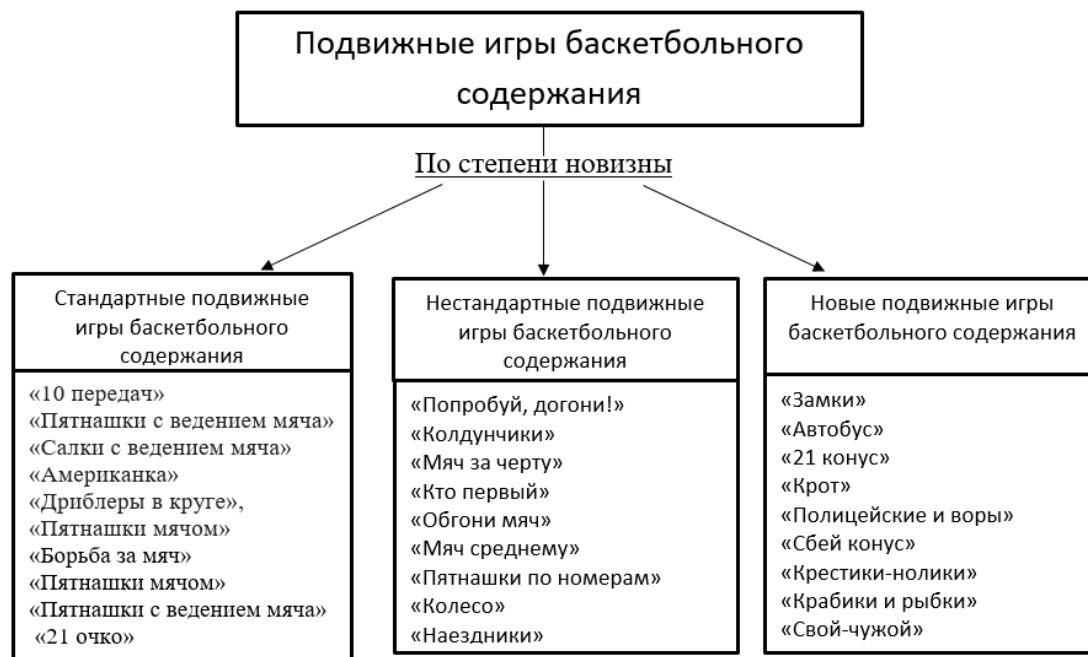 Подвижные игры баскетбольного
содержания
По степени новизны
Стандартные подвижные
игры баскетбольного
содержания
«10 передач»
«Пятнашки с ведением мяча»
«Салки с ведением мяча»
«Американка»
«Дриблеры в круге»,
«Пятнашки мячом»
«Борьба за мяч»
«Пятнашки мячом»
«Пятнашки с ведением мяча»
«21 очко»
Нестандартные подвижные
игры баскетбольного
содержания
«Попробуй, догони!»
«Колдунчики»
«Мяч за черту»
«Кто первый»
«Обгони мяч»
«Мяч среднему»
«Пятнашки по номерам»
«Колесо»
«Наездники»
Новые подвижные игры
баскетбольного содержания
«Замки»
«Автобус»
«21 конус»
«Крот»
«Полицейские и воры»
«Сбей конус»
«Крестики-нолики»
«Крабики и рыбки»
«Свой-чужой»